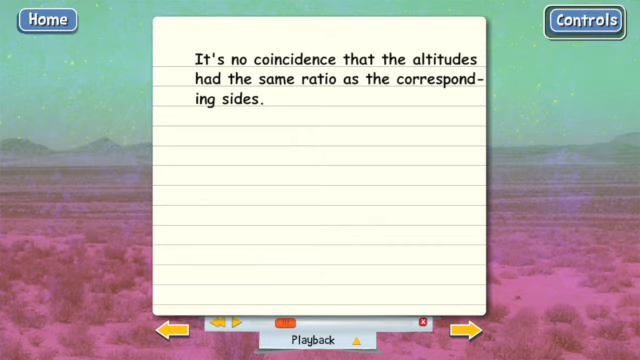 Home
Controls
It's no coincidence that the altitudes
had the same ratio as the correspond-
ing sides.
Playback